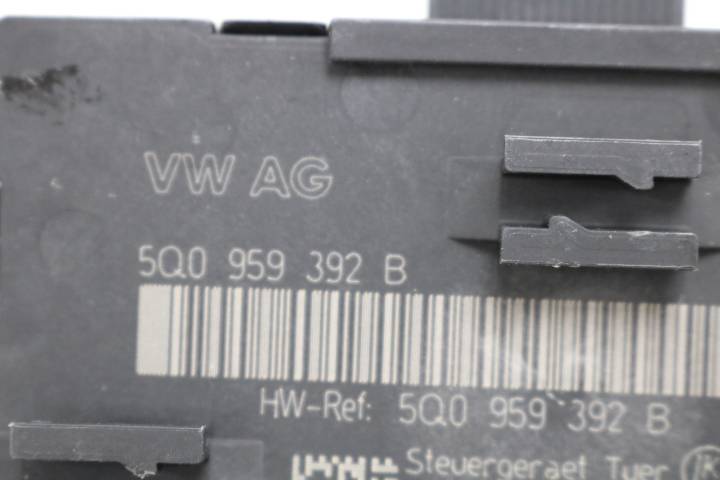 VW AG
5Q0 959 392 B
HW-Ref: 5Q0 959 392 B
Steuergeraet Tuer